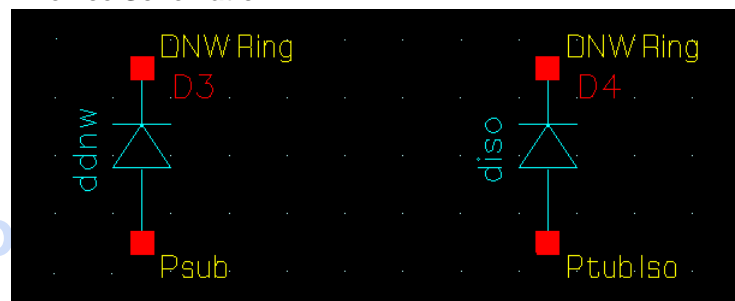 DNW Ring
D3
ddnw
Psub
DNW Ring
D4
diso
PtubIso